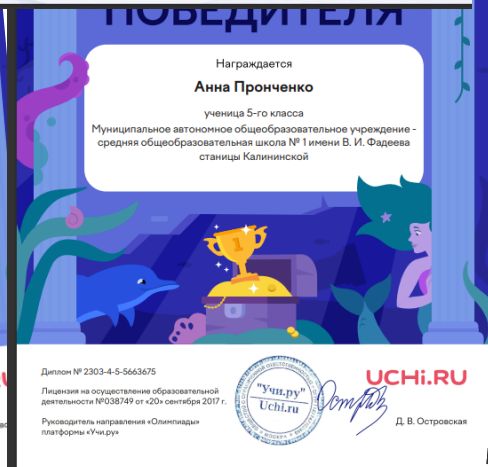 ПОБЕДИТЕЛЯ
Награждается
Анна Пронченко
ученица 5-го класса
Муниципальное автономное общеобразовательное учреждение -
средняя общеобразовательная школа № 1 имени В. И. Фадеева
станицы Калининской
Диплом № 2303-4-5-5663675
Лицензия на осуществление образовательной
деятельности №038749 от «20» сентября 2017 г.
Руководитель направления «Олимпиады»
платформы «Учи.ру»
"Учи.ру"
Uchi.ru
UCHi.RU
Д. В. Островская